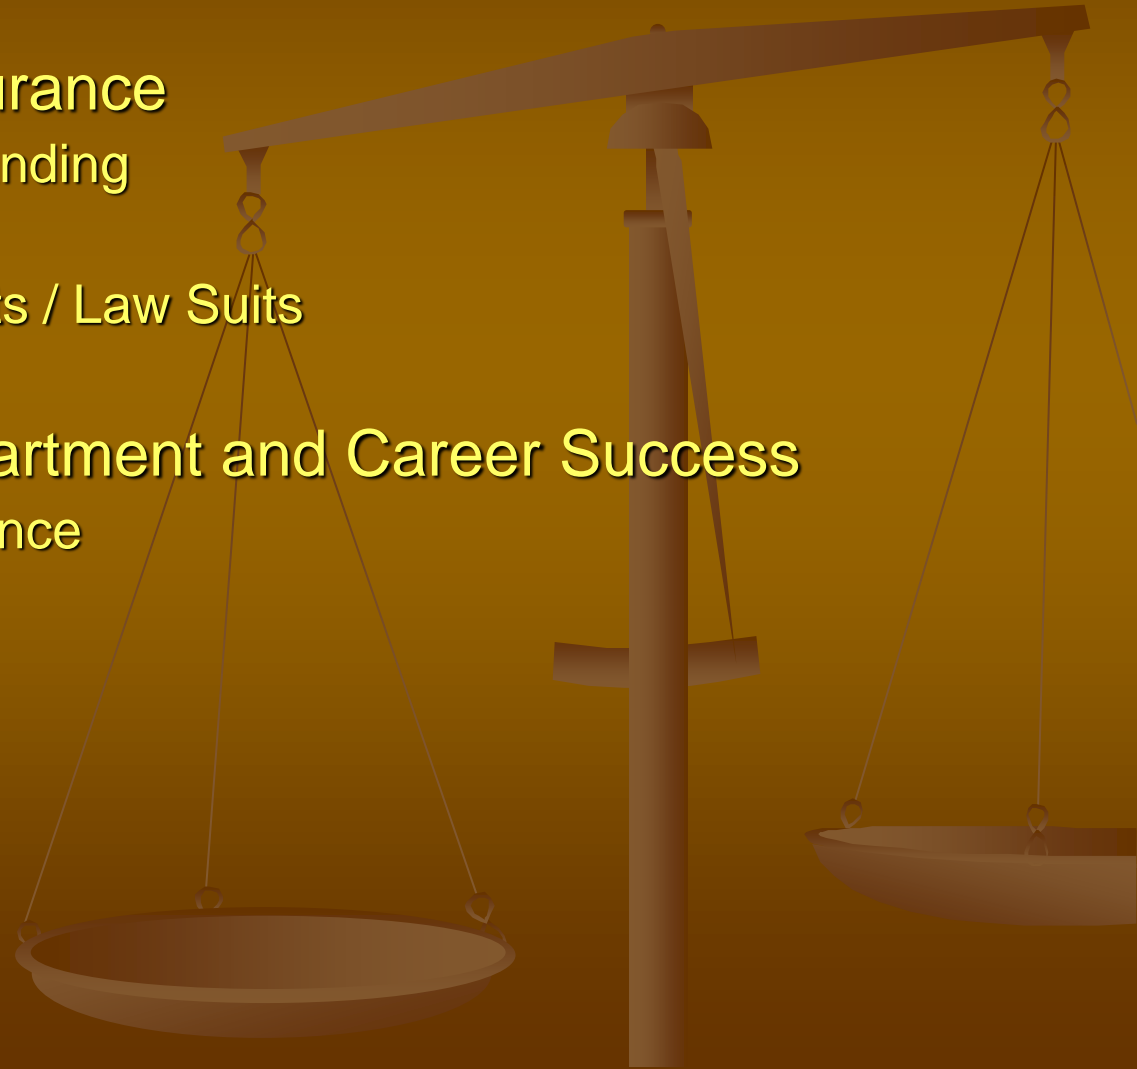 urance
nding
ts / Law Suits
artment and Career Success
nce